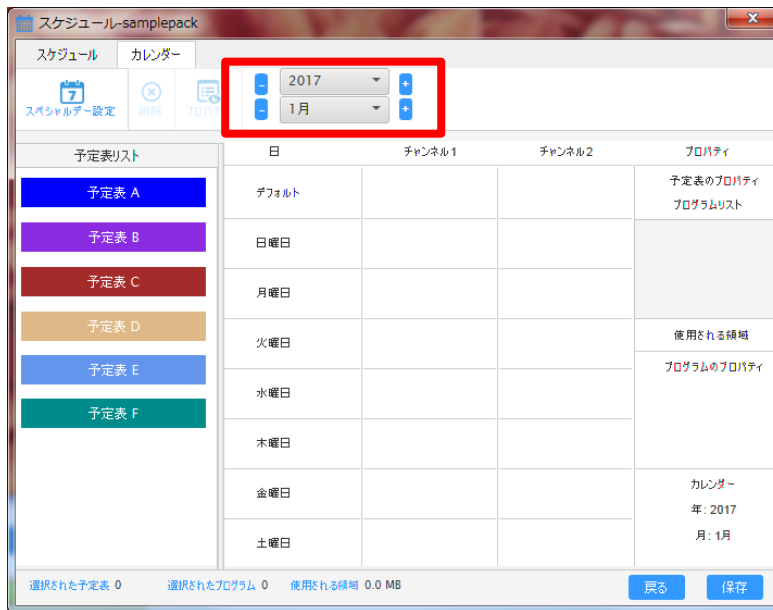 スケジュール-samplepack
スケジュール カレンダー
スペシャルデー設定 削除 プロパティ
- 2017 +
- 1月 +
予定表リスト
予定表 A
予定表 B
予定表 C
予定表 D
予定表 E
予定表 F
日 チャンネル1 チャンネル2 プロパティ
デフォルト
日曜日
月曜日
火曜日
水曜日
木曜日
金曜日
土曜日
予定表のプロパティ
プログラムリスト
使用される領域
プログラムのプロパティ
カレンダー
年: 2017
月: 1月
選択された予定表 0 選択されたプログラム 0 使用される領域 0.0 MB 戻る 保存